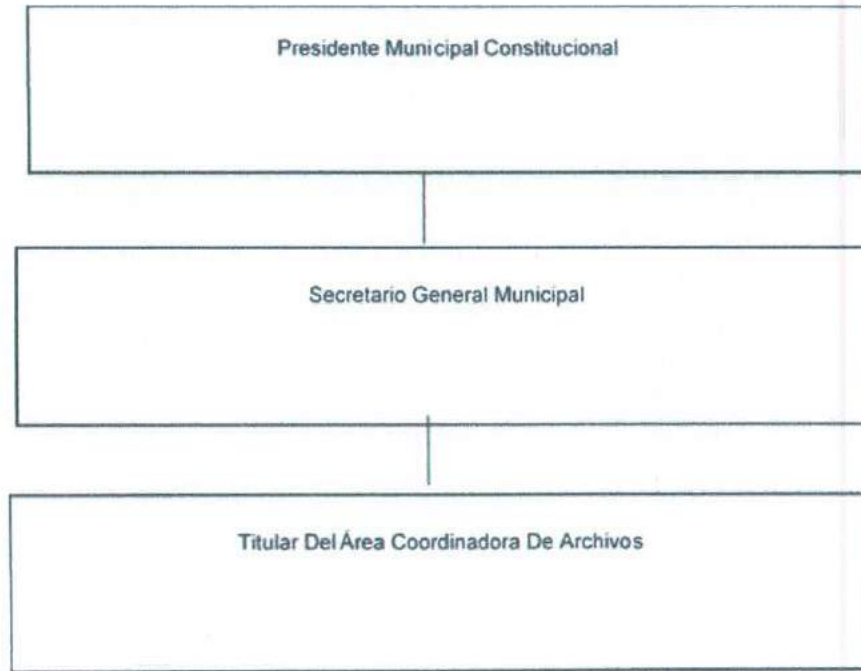 Presidente Municipal Constitucional
Secretario General Municipal
Titular Del Área Coordinadora De Archivos